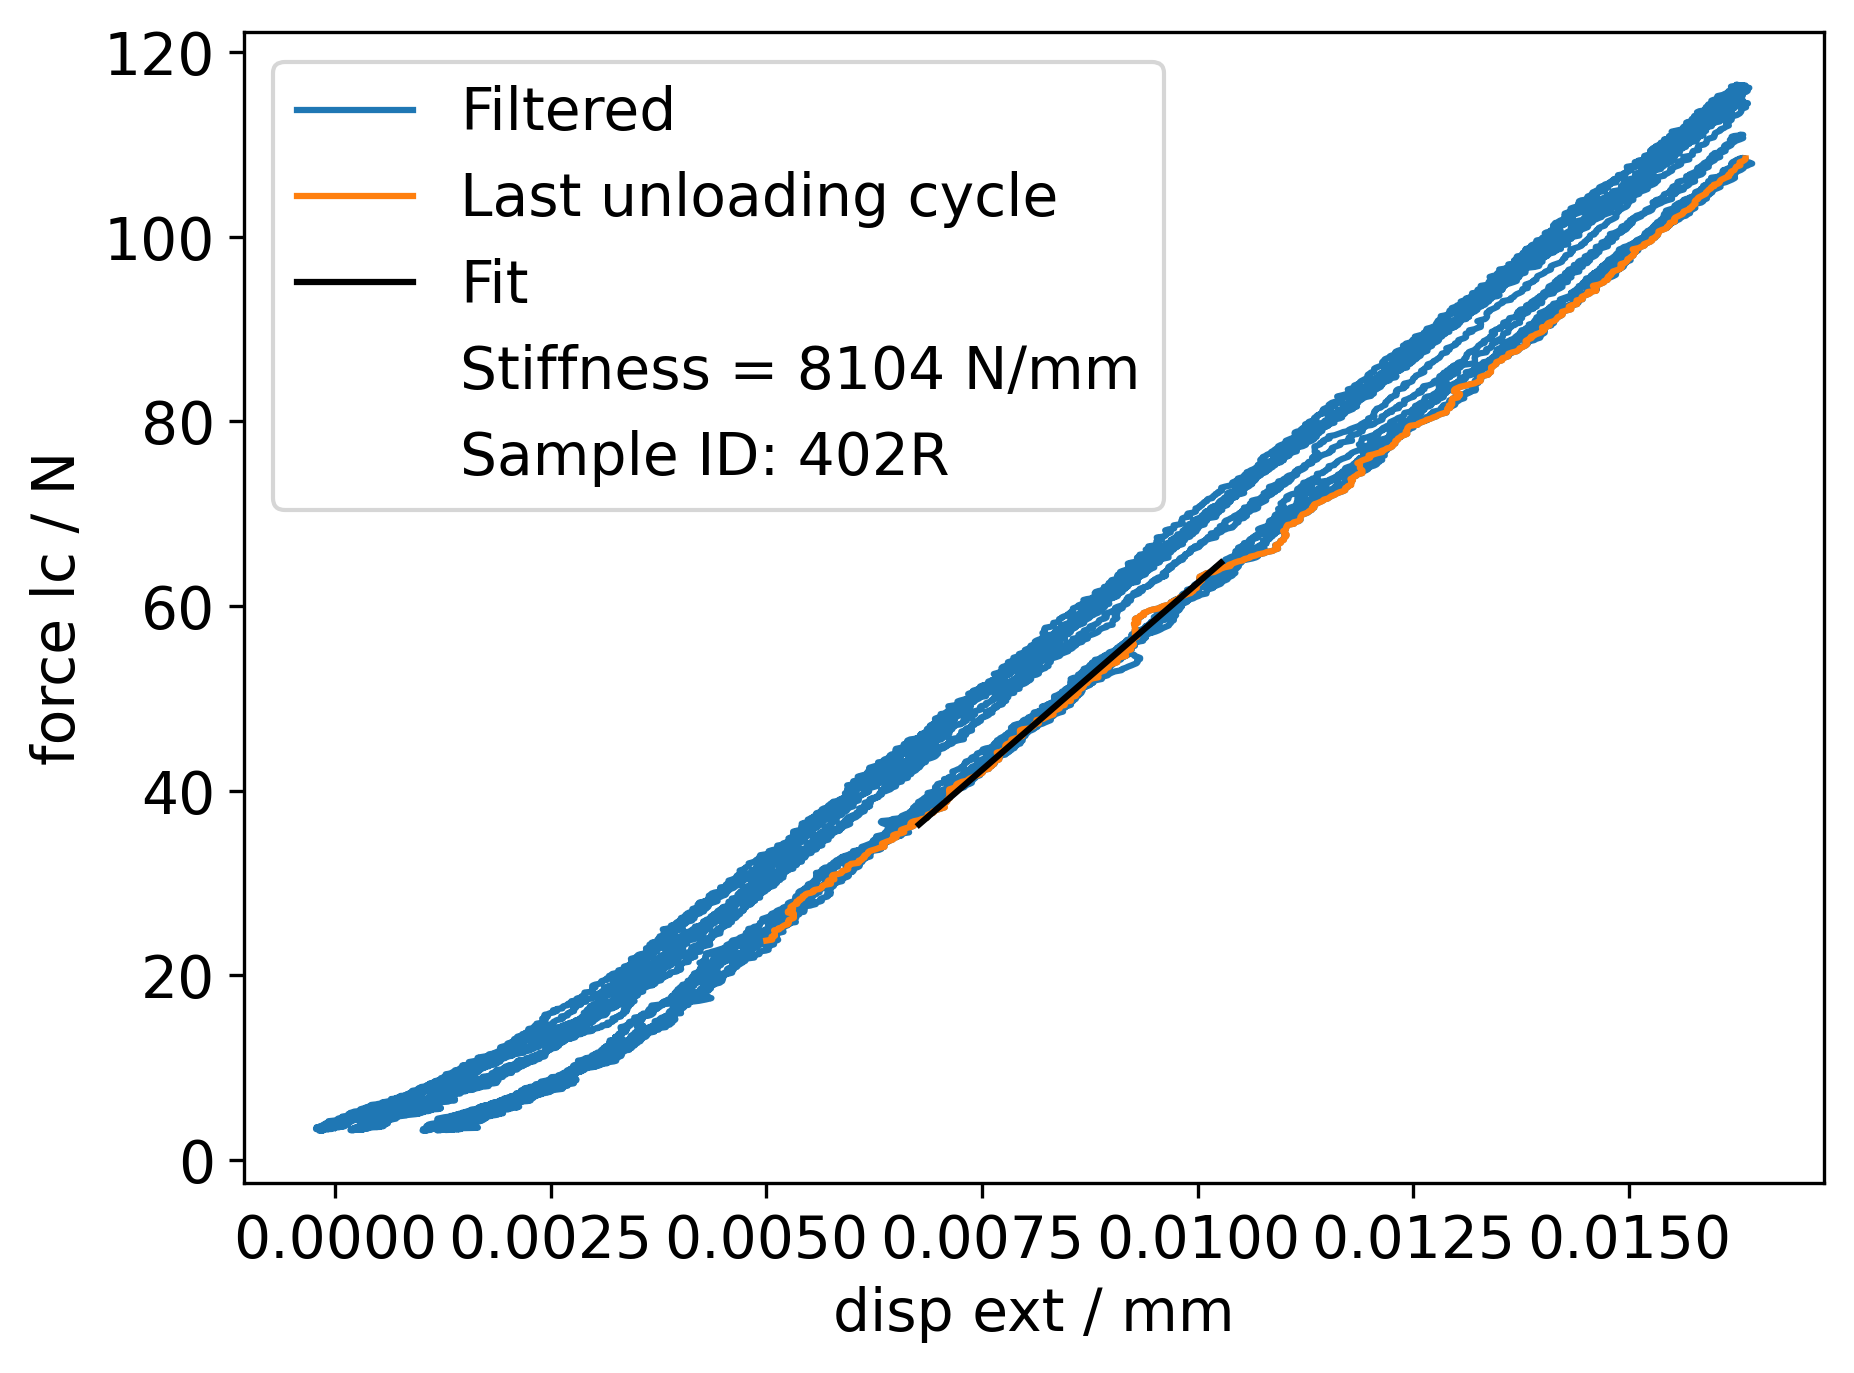 120
100
80
60
40
20
0
force lc / N
Filtered
Last unloading cycle
Fit
Stiffness = 8104 N/mm
Sample ID: 402R
0.0000 0.0025 0.0050 0.0075 0.0100 0.0125 0.0150
disp ext / mm